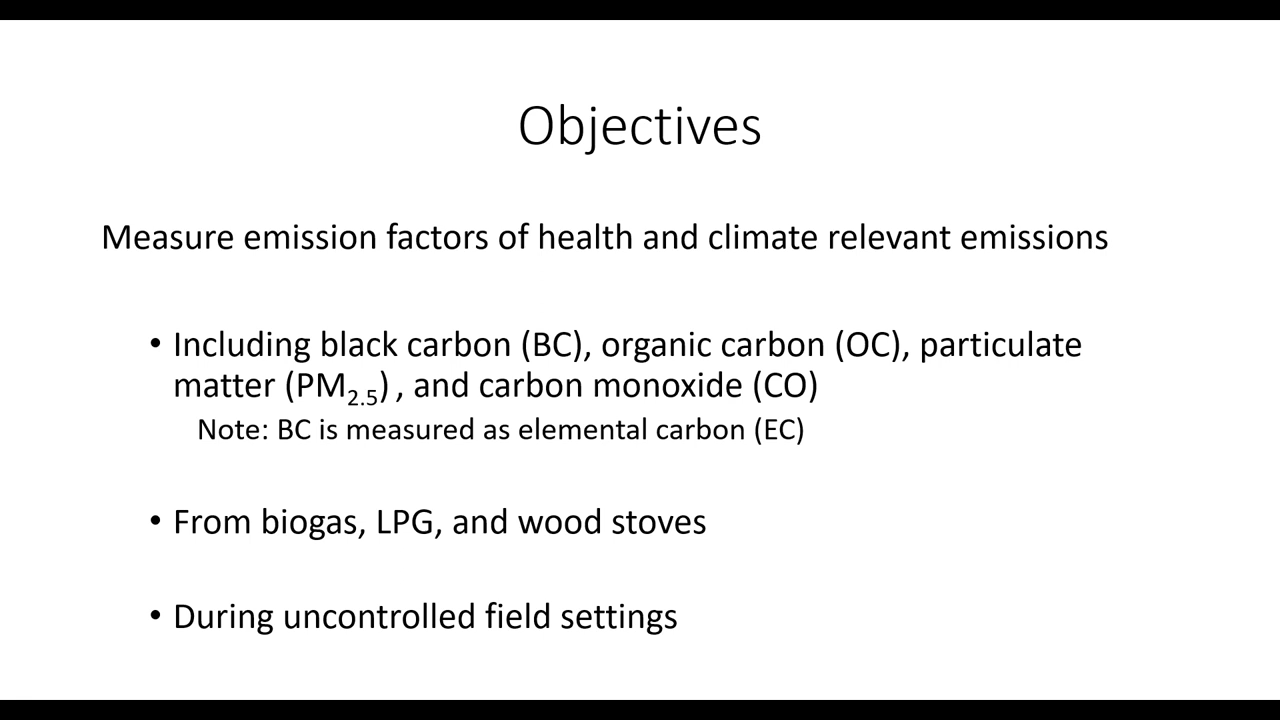 Objectives
Measure emission factors of health and climate relevant emissions
• Including black carbon (BC), organic carbon (OC), particulate
matter (PM2.5) , and carbon monoxide (CO)
Note: BC is measured as elemental carbon (EC)
• From biogas, LPG, and wood stoves
• During uncontrolled field settings